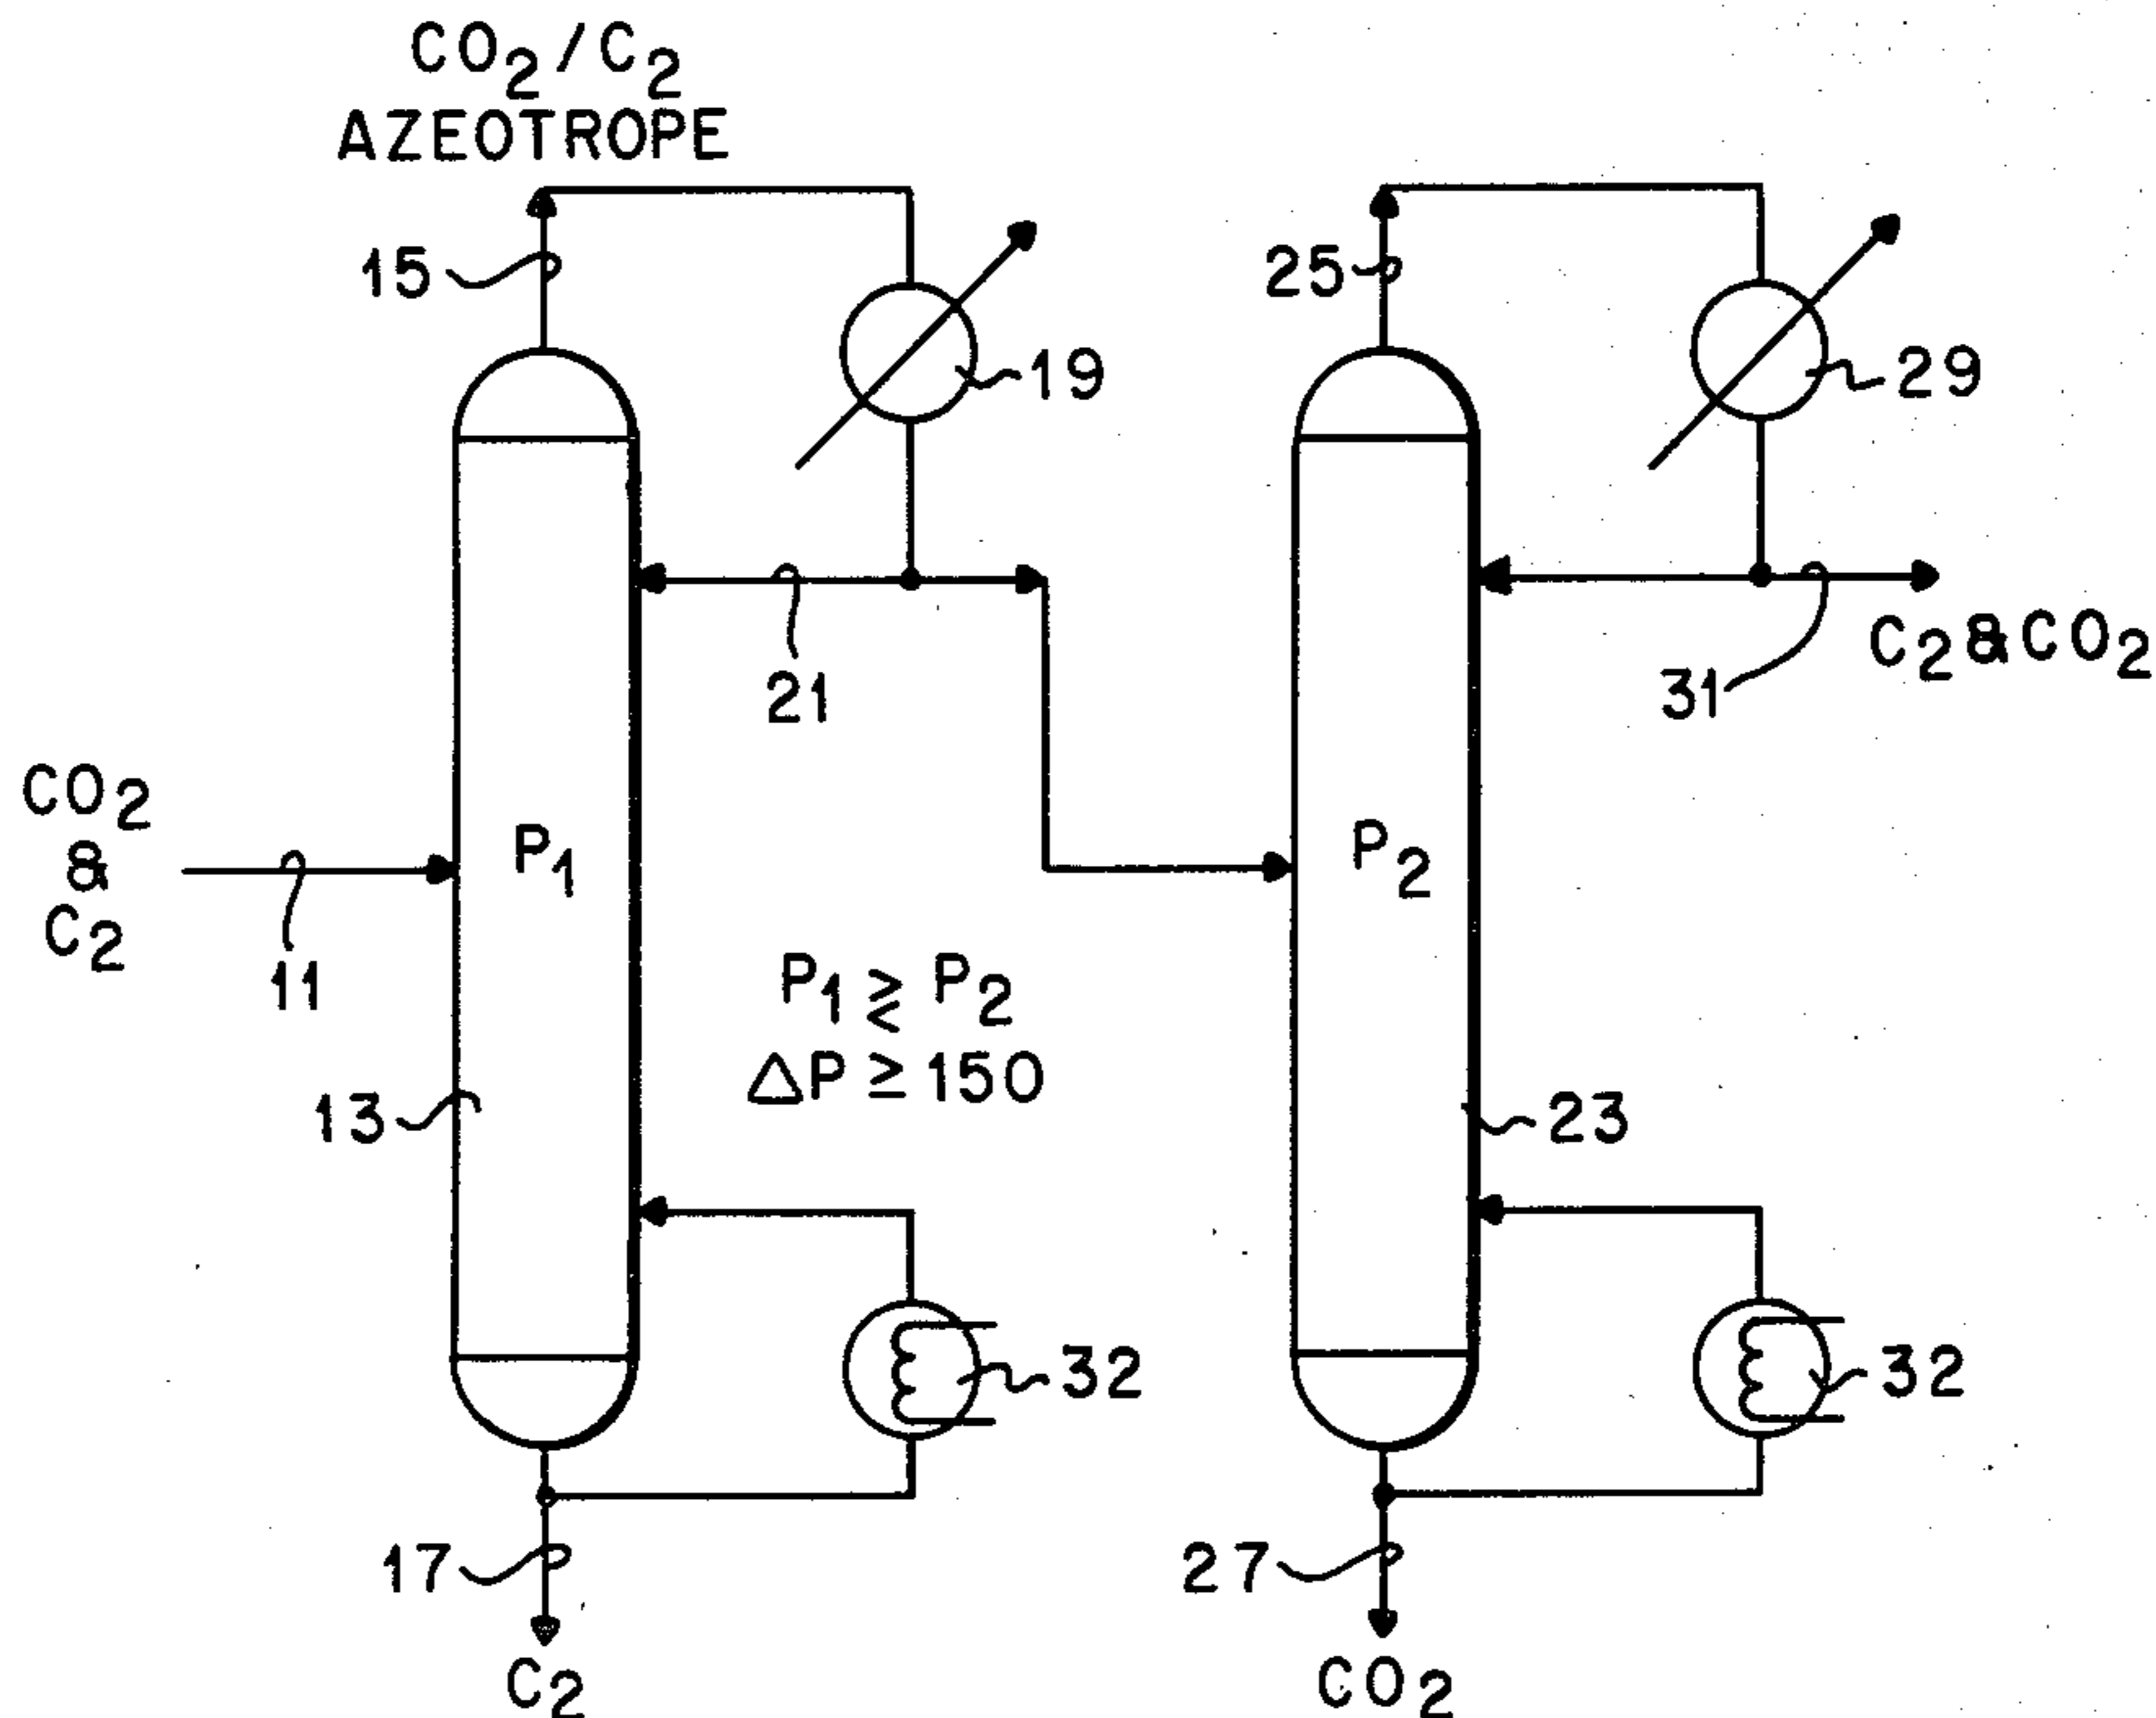 CO2/C2
AZEOTROPE
15
19
25
29
21
31
C2&CO2
CO2
&
C2
11
P1
P2
P1 ≷ P2
ΔP ≥ 150
13
23
32
32
17
27
C2
CO2